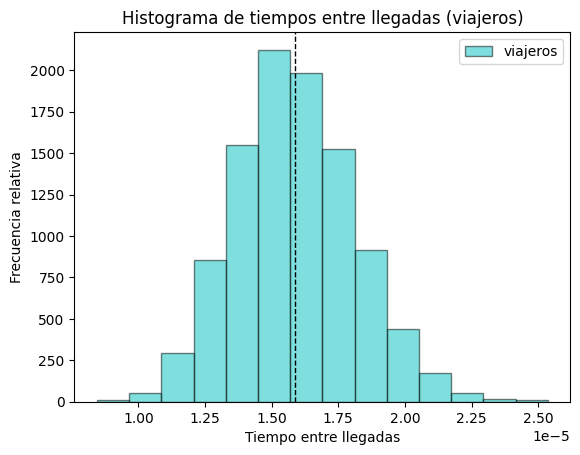 Histograma de tiempos entre llegadas (viajeros)
viajeros
2000
1750
1500
1250
1000
750
500
250
0
Frecuencia relativa
1.00 1.25 1.50 1.75 2.00 2.25 2.50
1e−5
Tiempo entre llegadas